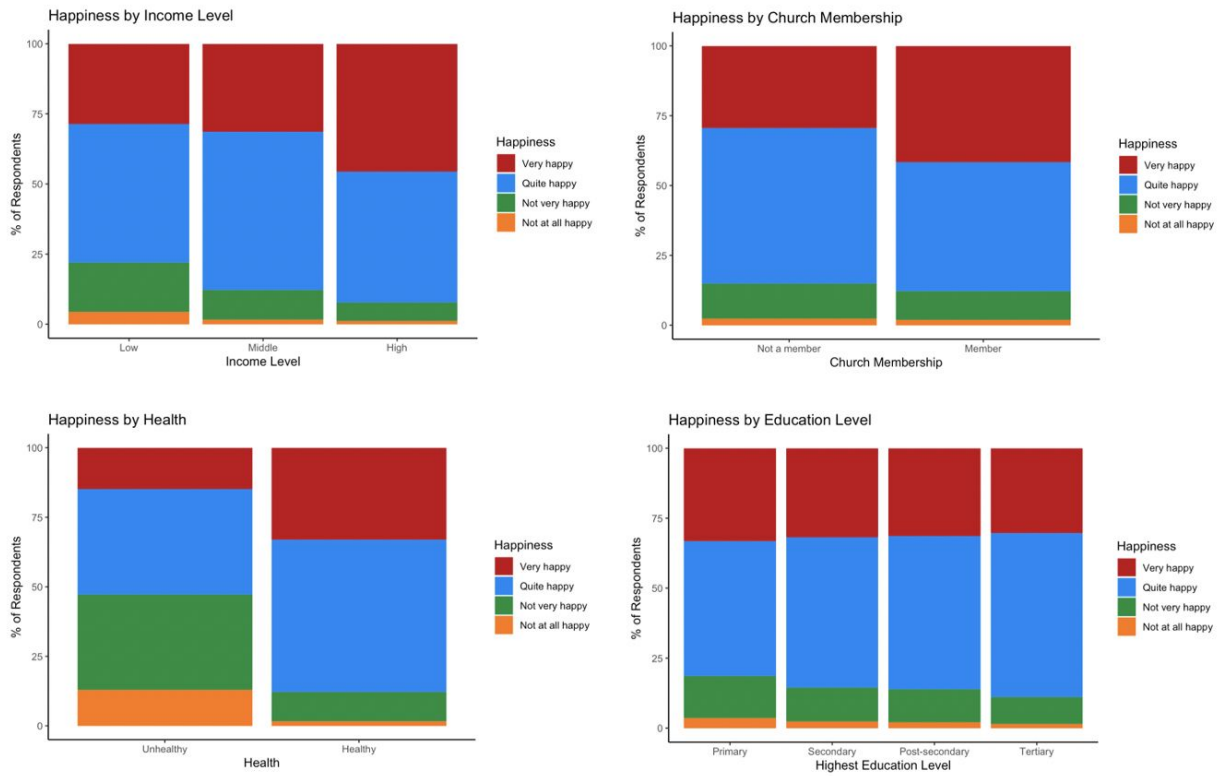 Happiness by Income Level
100
75
50
25
0
% of Respondents
Low Middle High
Income Level
Happiness
Very happy
Quite happy
Not very happy
Not at all happy
Happiness by Church Membership
100
75
50
25
0
% of Respondents
Not a member Member
Church Membership
Happiness
Very happy
Quite happy
Not very happy
Not at all happy
Happiness by Health
100
75
50
25
0
% of Respondents
Unhealthy Healthy
Health
Happiness
Very happy
Quite happy
Not very happy
Not at all happy
Happiness by Education Level
100
75
50
25
0
% of Respondents
Primary Secondary Post-secondary Tertiary
Highest Education Level
Happiness
Very happy
Quite happy
Not very happy
Not at all happy